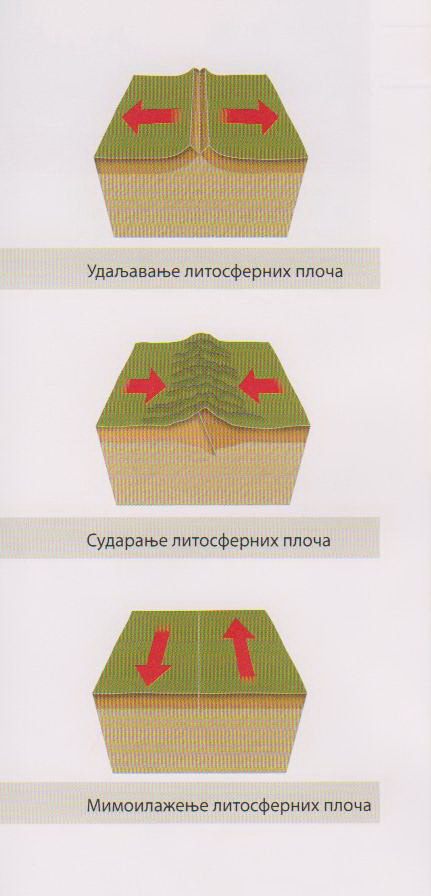 Удаљавање литосферних плоча
Сударање литосферних плоча
Мимоилажење литосферних плоча